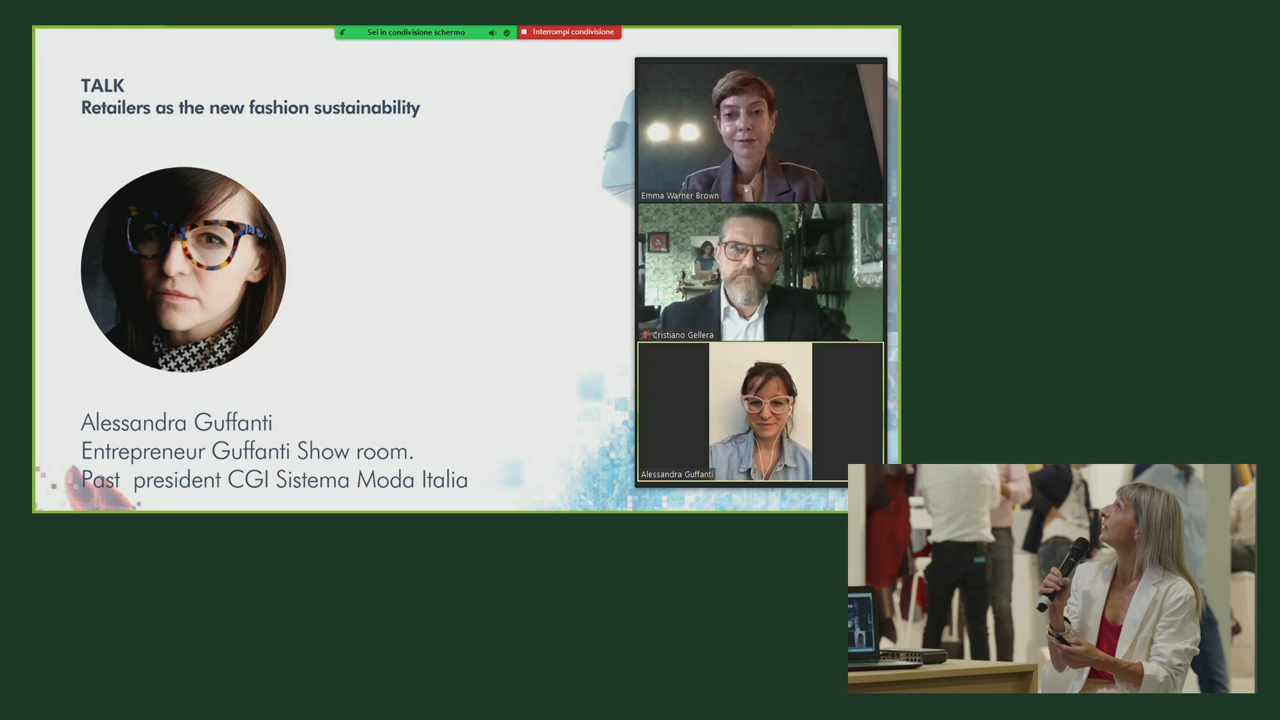 Sei in condivisione schermo
Interrompi condivisione
TALK
Retailers as the new fashion sustainability
Emma Warner Brown
Cristiano Gellera
Alessandra Guffanti
Alessandra Guffanti
Entrepreneur Guffanti Show room.
Past president CGI Sistema Moda Italia